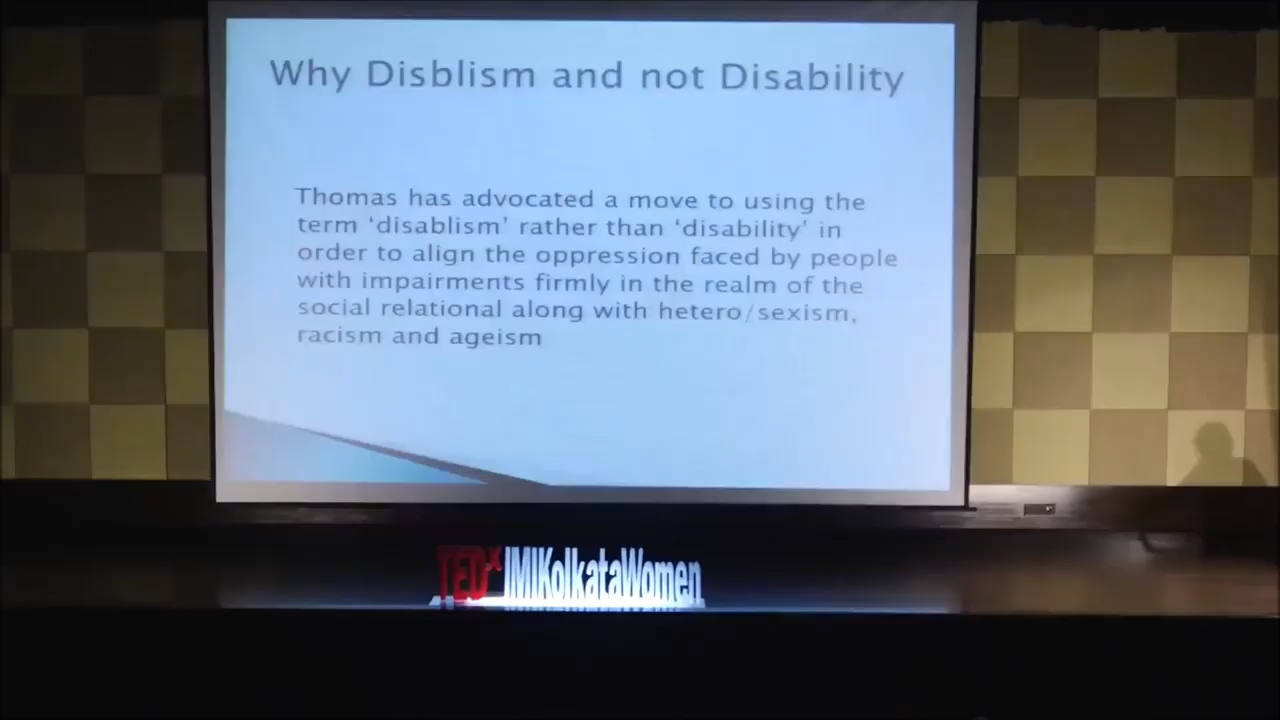 Why Disblism and not Disability
Thomas has advocated a move to using the
term ‘disablism’ rather than ‘disability’ in
order to align the oppression faced by people
with impairments firmly in the realm of the
social relational along with hetero/sexism,
racism and ageism
TEDx IMIKolkataWomen